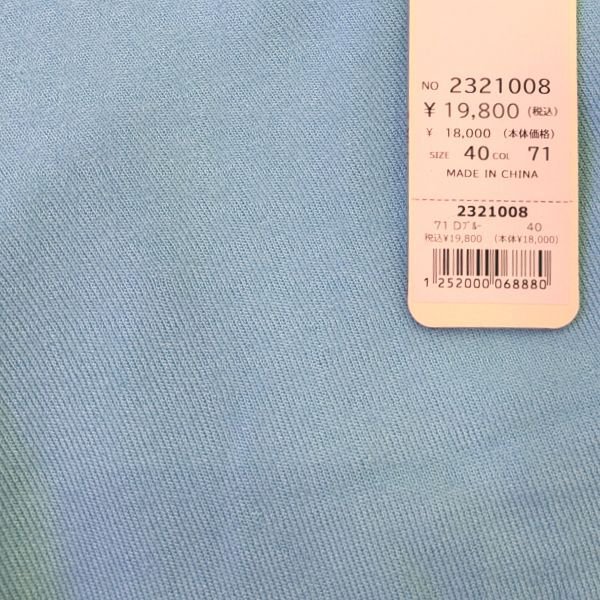 NO 2321008
¥ 19,800 (税込)
¥ 18,000 (本体価格)
SIZE 40 COL 71
MADE IN CHINA
2321008
71 Dブルー 40
税込¥19,800 (本体¥18,000)
1 252000 068880